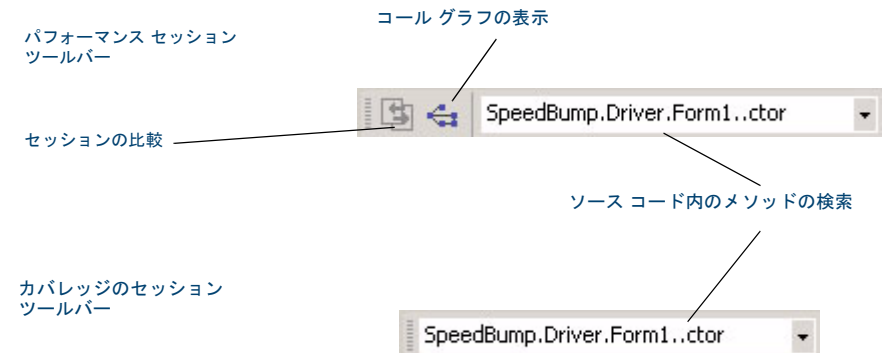 コール グラフの表示
パフォーマンス セッション
ツールバー
SpeedBump.Driver.Form1..ctor
セッションの比較
ソース コード内のメソッドの検索
カバレッジのセッション
ツールバー
SpeedBump.Driver.Form1..ctor